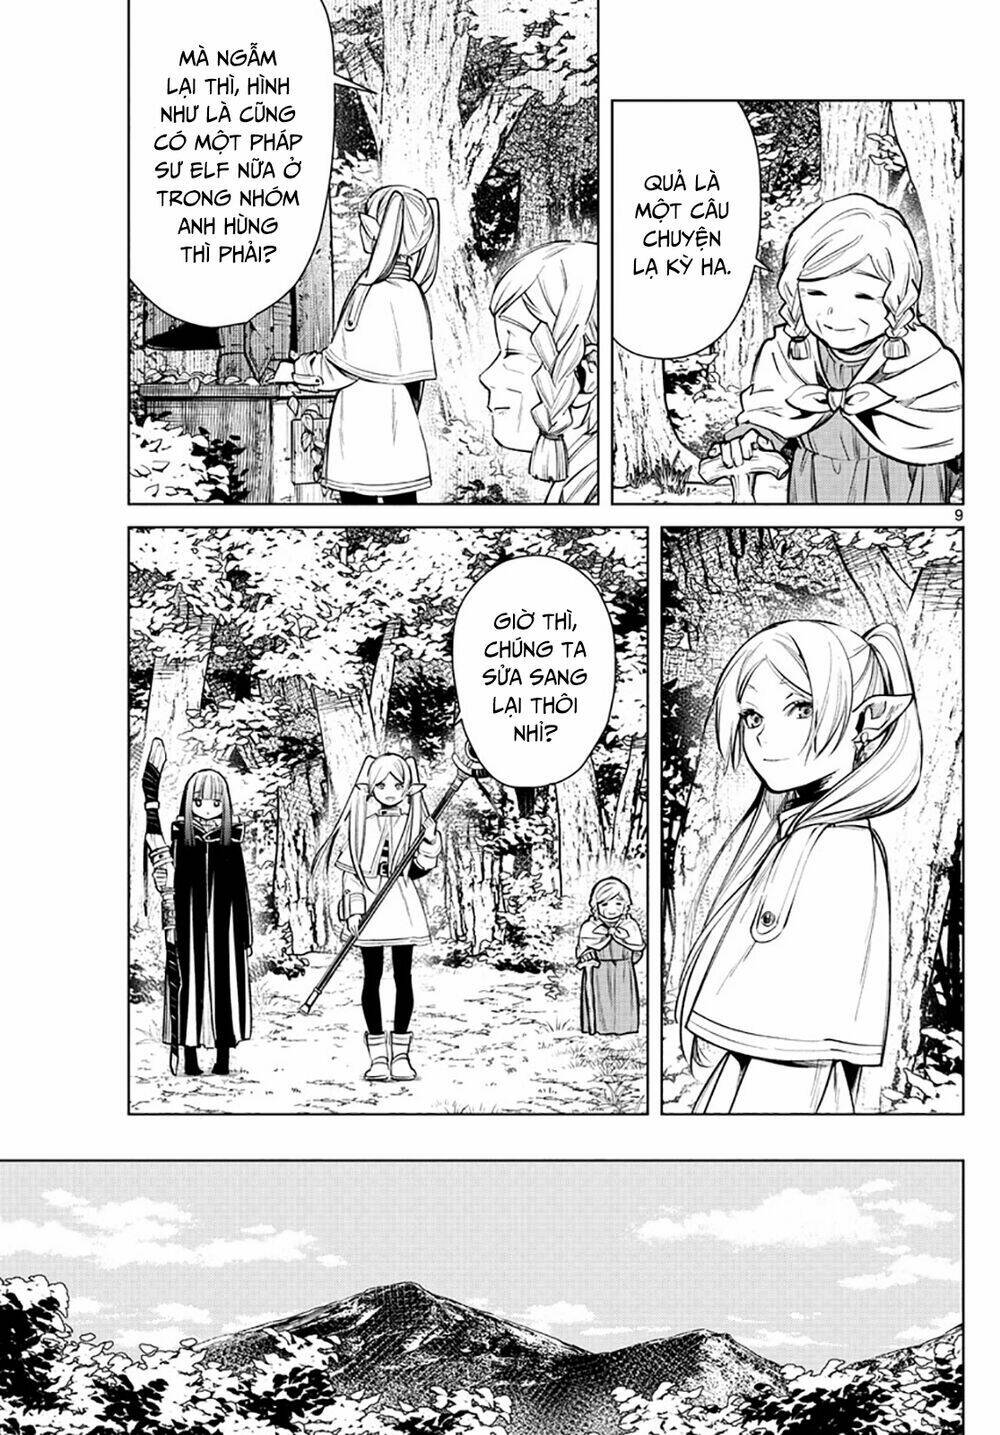 QUẢ LÀ
MỘT CÂU
CHUYỆN
LẠ KỲ HA.
MÀ NGẪM
LẠI THÌ, HÌNH
NHƯ LÀ CŨNG
CÓ MỘT PHÁP
SƯ ELF NỮA Ở
TRONG NHÓM
ANH HÙNG
THÌ PHẢI?
9
GIỜ THÌ,
CHÚNG TA
SỬA SANG
LẠI THÔI
NHỈ?